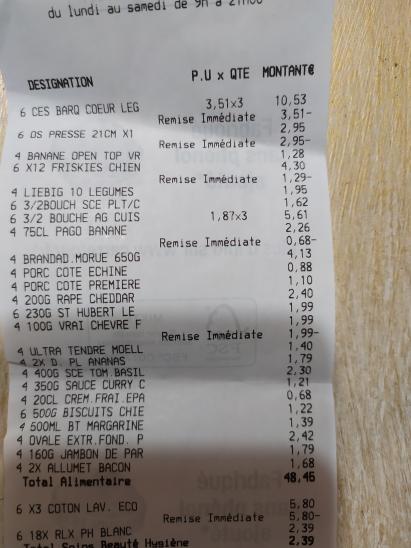 du lundi au samedi de 9h à 21h00
DESIGNATION P.U x QTE MONTANT€
6 CES BARQ COEUR LEG 3,51x3 10,53
Remise Immédiate 3,51-
6 OS PRESSE 21CM X1 2,95
Remise Immédiate 2,95-
4 BANANE OPEN TOP VR 1,28
6 X12 FRISKIES CHIEN 4,30
Remise Immédiate 1,29-
4 LIEBIG 10 LEGUMES 1,95
6 3/2BOUCH SCE PLT/C 1,62
6 3/2 BOUCHE AG CUIS 1,87x3 5,61
4 75CL PAGO BANANE 2,26
Remise Immédiate 0,68-
4 BRANDAD.MORUE 650G 4,13
4 PORC COTE ECHINE 0,88
4 PORC COTE PREMIERE 1,10
4 200G RAPE CHEDDAR 2,40
6 230G ST HUBERT LE 1,99
4 100G VRAI CHEVRE F 1,99
Remise Immédiate 1,99-
4 ULTRA TENDRE MOELL 1,40
4 2X D. PL ANANAS 1,79
4 400G SCE TOM.BASIL 2,30
4 350G SAUCE CURRY C 1,21
4 20CL CREM.FRAI.EPA 0,68
6 500G BISCUITS CHIE 1,22
4 500ML BT MARGARINE 1,39
4 OVALE EXTR.FOND. P 2,42
4 160G JAMBON DE PAR 1,79
4 2X ALLUMET BACON 1,68
Total Alimentaire 48,45
6 X3 COTON LAV. ECO 5,80
Remise Immédiate 5,80-
6 18X RLX PH BLANC 2,39
Total Soins Beauté Hygiène 2,39